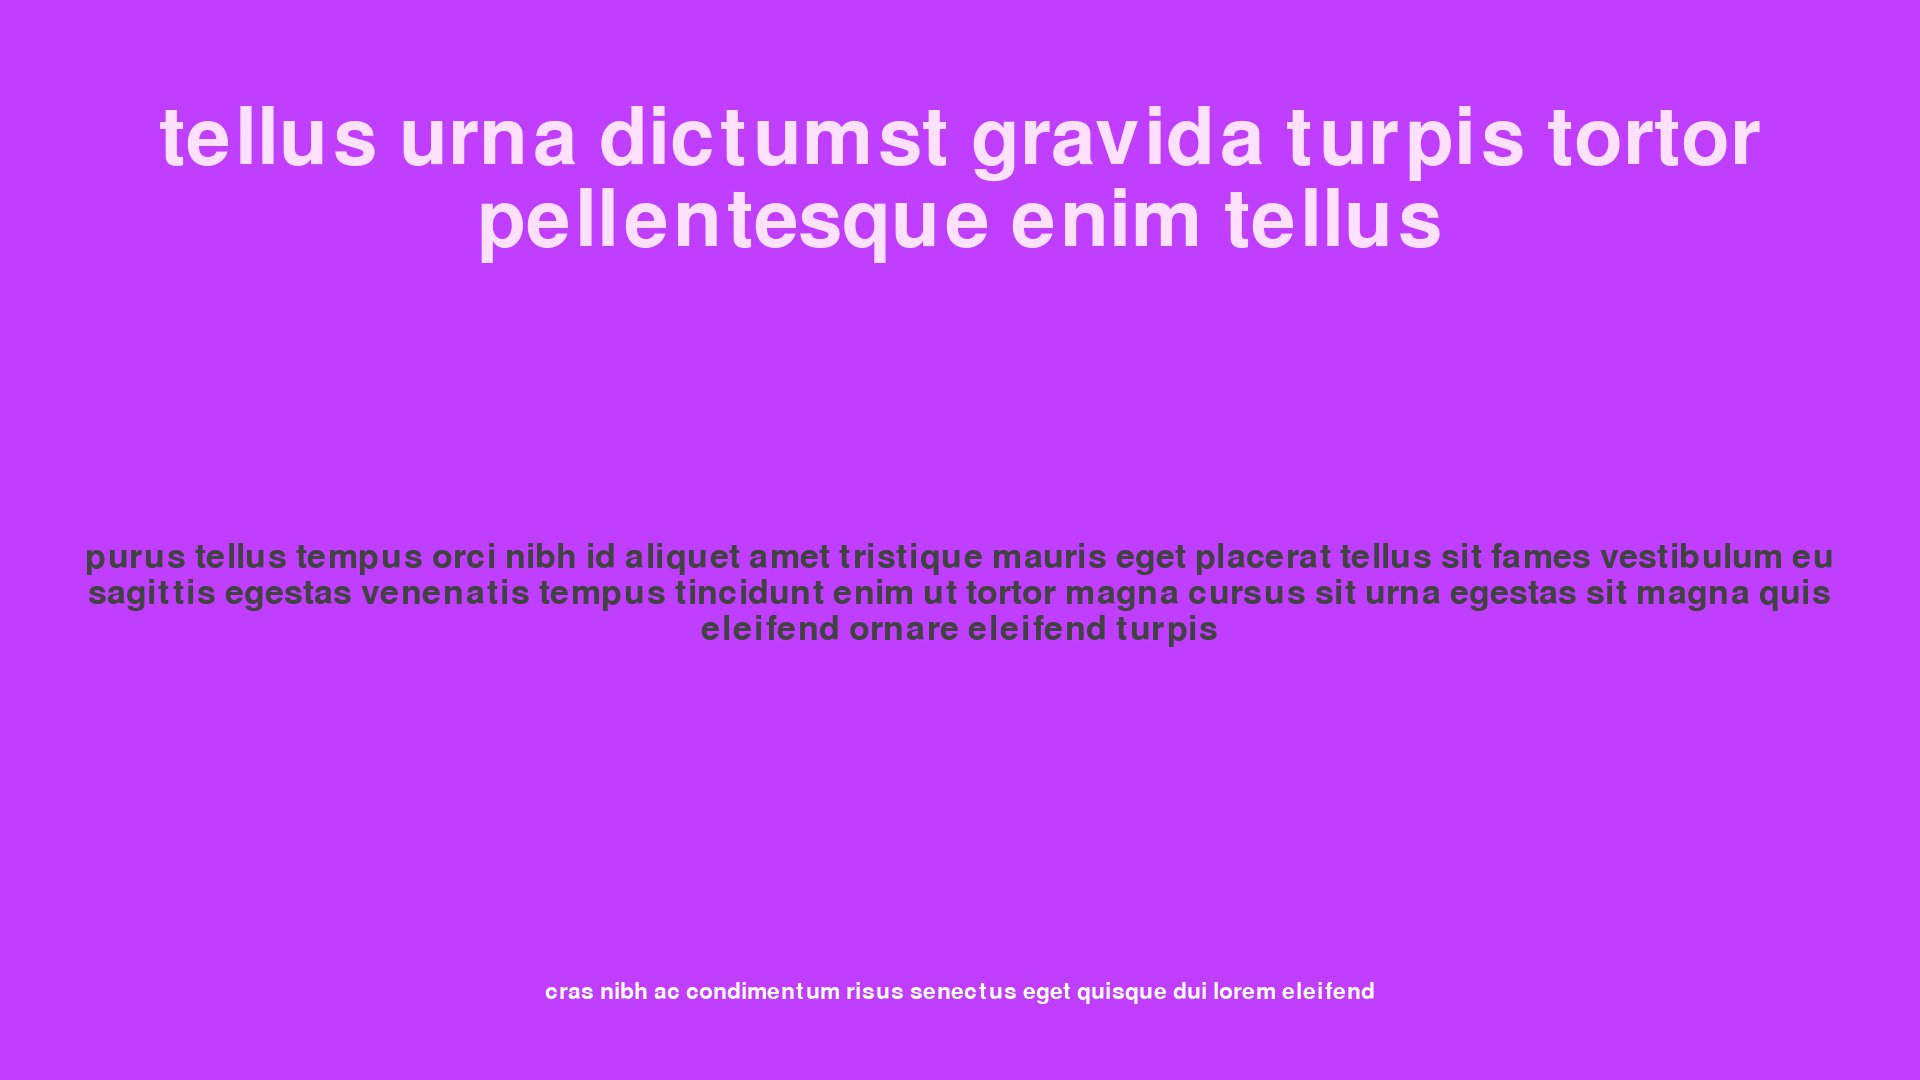 tellus urna dictumst gravida turpis tortor
pellentesque enim tellus
purus tellus tempus orci nibh id aliquet amet tristique mauris eget placerat tellus sit fames vestibulum eu
sagittis egestas venenatis tempus tincidunt enim ut tortor magna cursus sit urna egestas sit magna quis
eleifend ornare eleifend turpis
cras nibh ac condimentum risus senectus eget quisque dui lorem eleifend